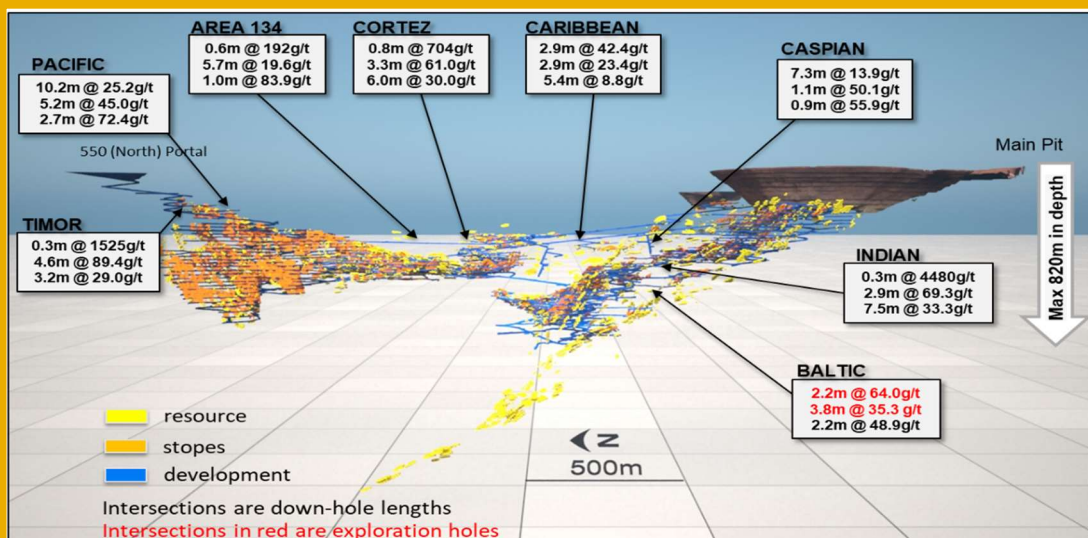 AREA 134
0.6m @ 192g/t
5.7m @ 19.6g/t
1.0m @ 83.9g/t
CORTEZ
0.8m @ 704g/t
3.3m @ 61.0g/t
6.0m @ 30.0g/t
CARIBBEAN
2.9m @ 42.4g/t
2.9m @ 23.4g/t
5.4m @ 8.8g/t
CASPIAN
7.3m @ 13.9g/t
1.1m @ 50.1g/t
0.9m @ 55.9g/t
PACIFIC
10.2m @ 25.2g/t
5.2m @ 45.0g/t
2.7m @ 72.4g/t
550 (North) Portal
Main Pit
Max 820m in depth
TIMOR
0.3m @ 1525g/t
4.6m @ 89.4g/t
3.2m @ 29.0g/t
INDIAN
0.3m @ 4480g/t
2.9m @ 69.3g/t
7.5m @ 33.3g/t
BALTIC
2.2m @ 64.0g/t
3.8m @ 35.3 g/t
2.2m @ 48.9g/t
resource
stopes
development
N
500m
Intersections are down-hole lengths
Intersections in red are exploration holes